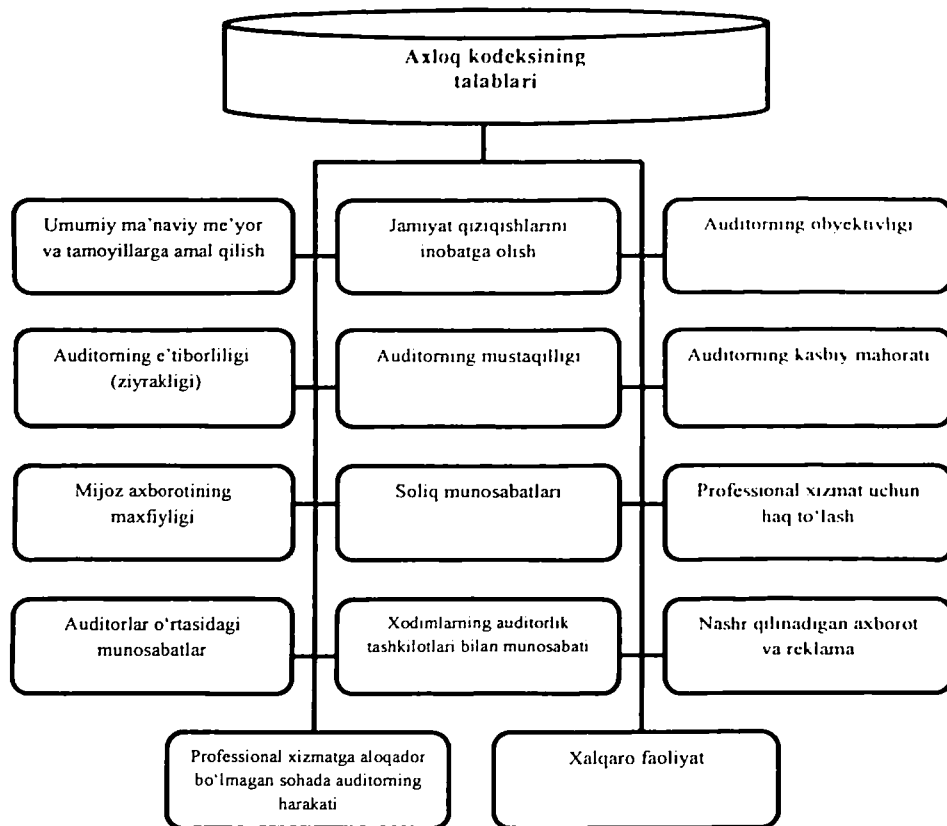 Axloq kodeksining
talablari
Umumiy ma'naviy me'yor
va tamoyillarga amal qilish
Jamiyat qiziqishlarini
inobatga olish
Auditorning obyektivligi
Auditorning e'tiborliligi
(ziyrakligi)
Auditorning mustaqilligi
Auditorning kasbiy mahorati
Mijoz axborotining
maxfiyligi
Soliq munosabatlari
Professional xizmat uchun
haq to'lash
Auditorlar o'rtasidagi
munosabatlar
Xodimlarning auditorlik
tashkilotlari bilan munosabati
Nashr qilinadigan axborot
va reklama
Professional xizmatga aloqador
bo'lmagan sohada auditorning
harakati
Xalqaro faoliyat